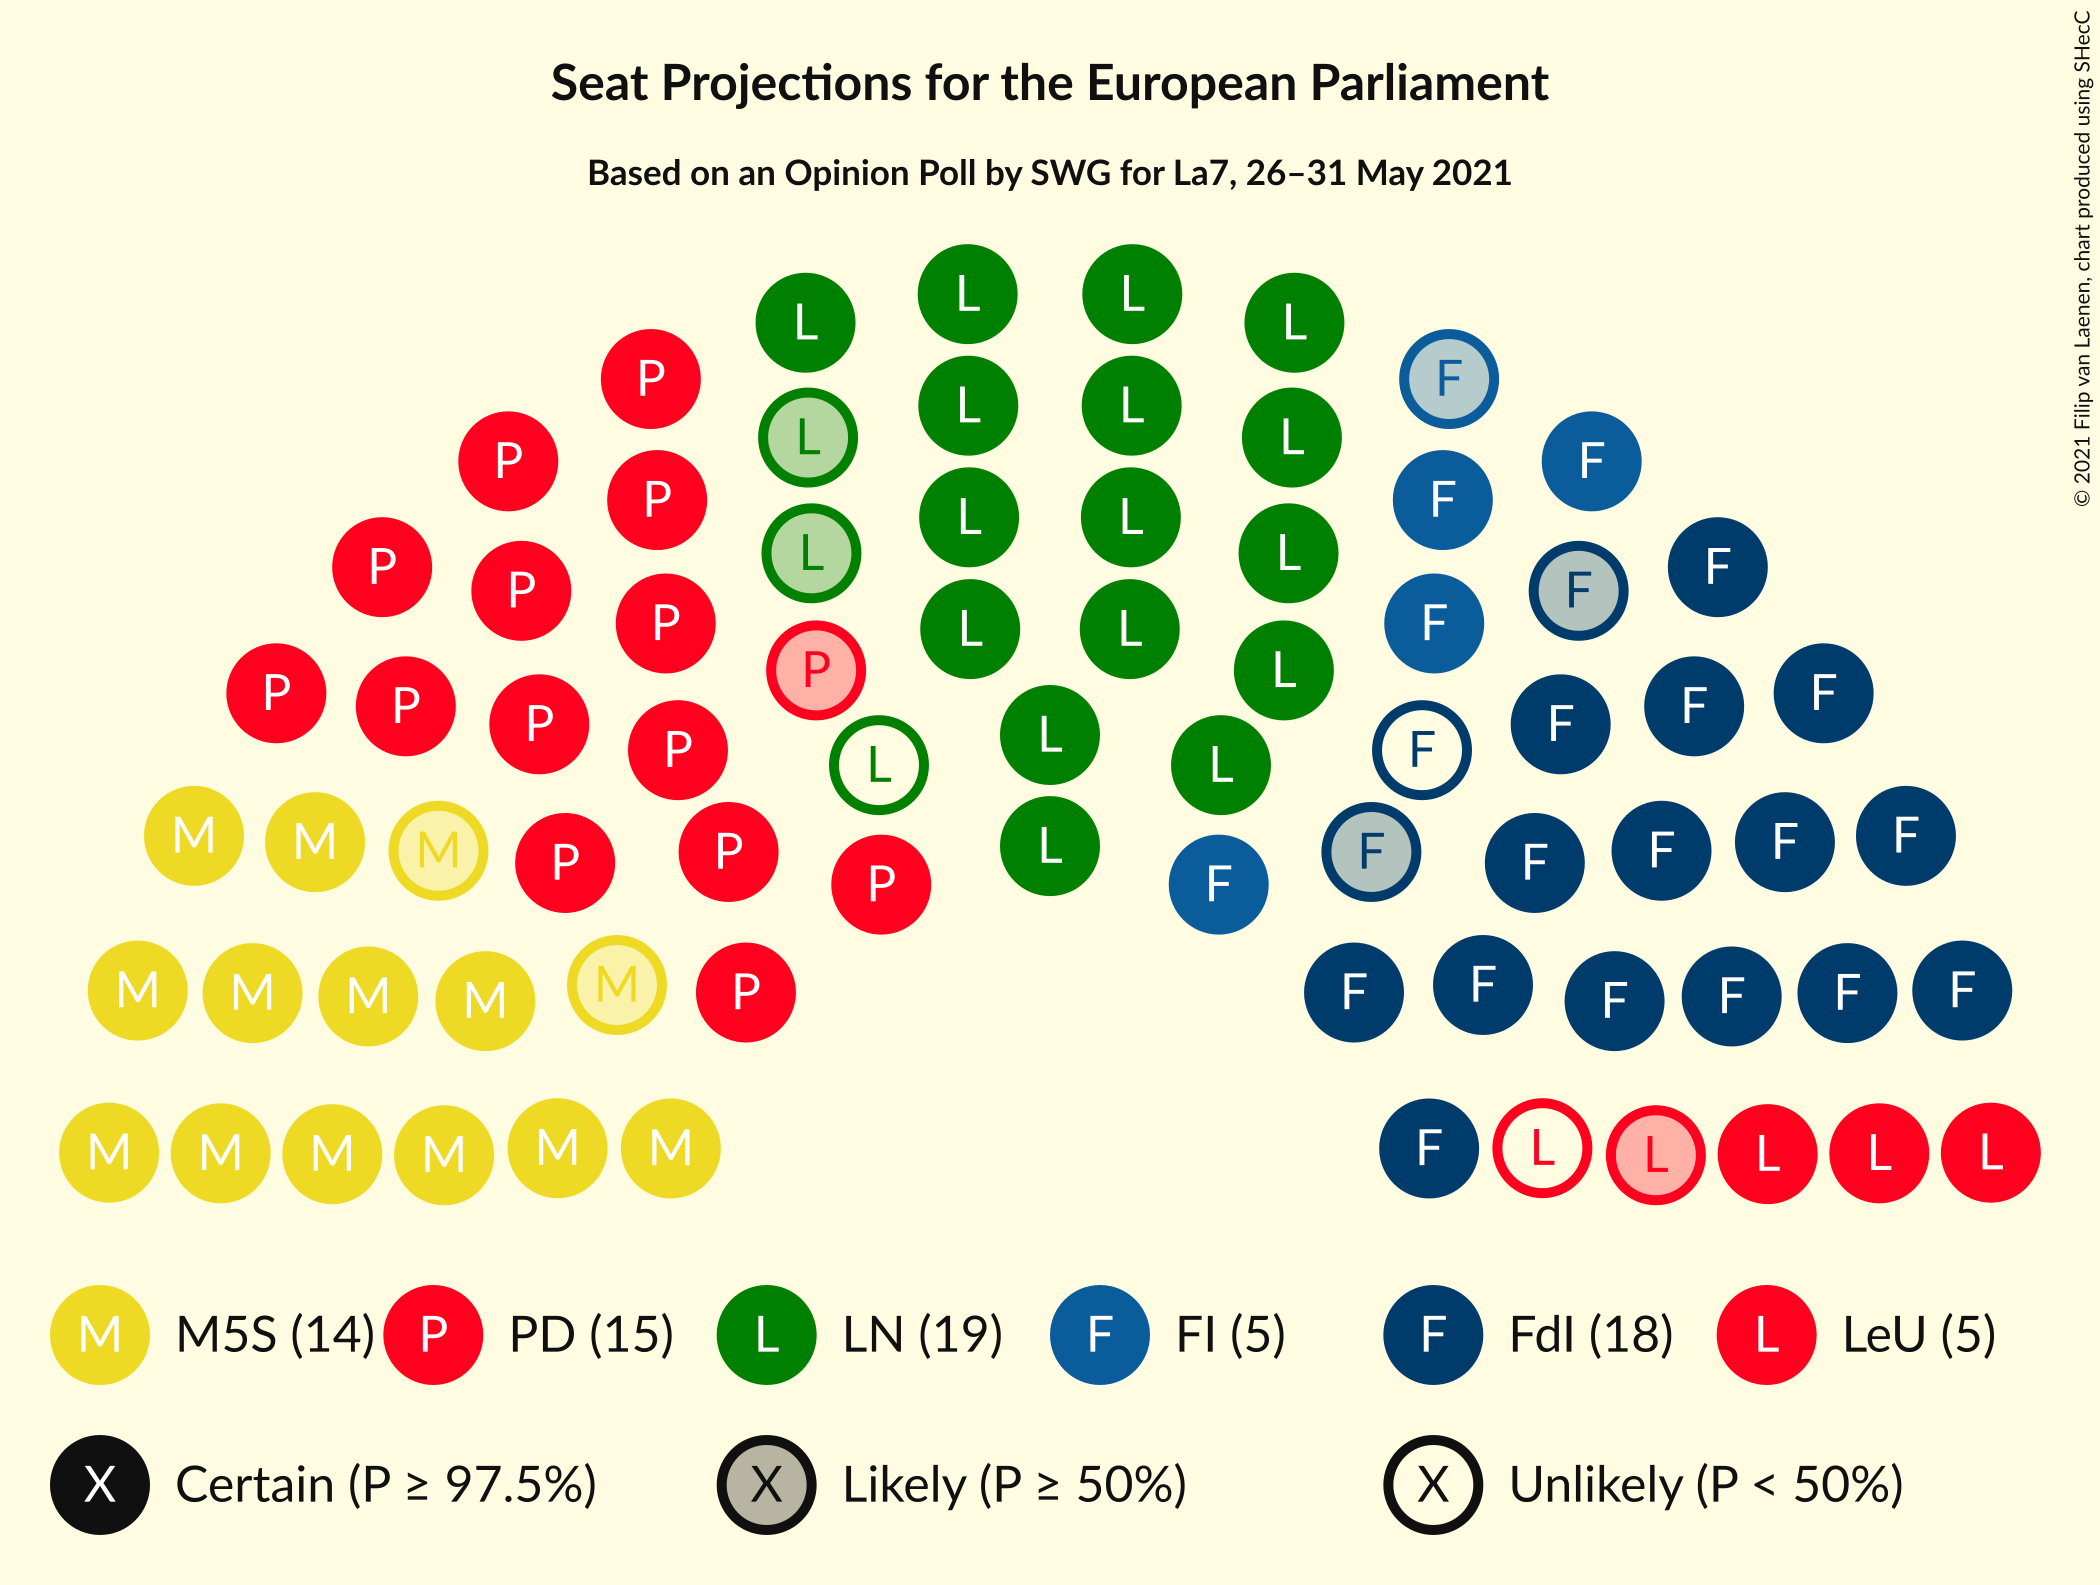 Seat Projections for the European Parliament
Based on an Opinion Poll by SWG for La7, 26–31 May 2021
© 2021 Filip van Laenen, chart produced using SHecC
L L
L L
P F
L L
P L L F
P L L F
L L
P F
P F F
L L
P L L F
P P F F
P P F F
P L L L F F
M M M P P L F F F F F F
P F
M M M M M P P F F F F F F
M M M M M M F L L L L L
M M5S (14) P PD (15) L LN (19) F FI (5) F FdI (18) L LeU (5)
X Certain (P ≥ 97.5%) X Likely (P ≥ 50%) X Unlikely (P < 50%)